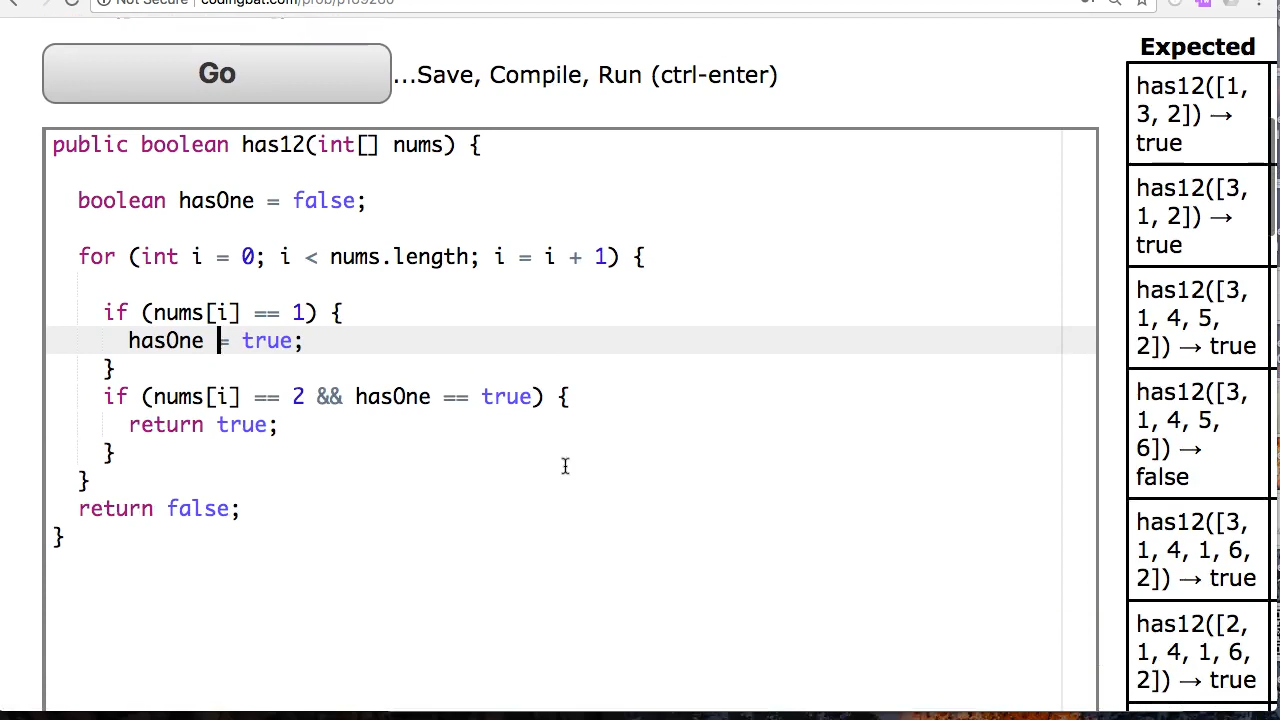 Not Secure
Go
...Save, Compile, Run (ctrl-enter)
public boolean has12(int[] nums) {
boolean hasOne = false;
for (int i = 0; i < nums.length; i = i + 1) {
if (nums[i] == 1) {
hasOne = true;
}
if (nums[i] == 2 && hasOne == true) {
return true;
}
}
return false;
}
Expected
has12([1,
3, 2]) →
true
has12([3,
1, 2]) →
true
has12([3,
1, 4, 5,
2]) → true
has12([3,
1, 4, 5,
6]) →
false
has12([3,
1, 4, 1, 6,
2]) → true
has12([2,
1, 4, 1, 6,
2]) → true